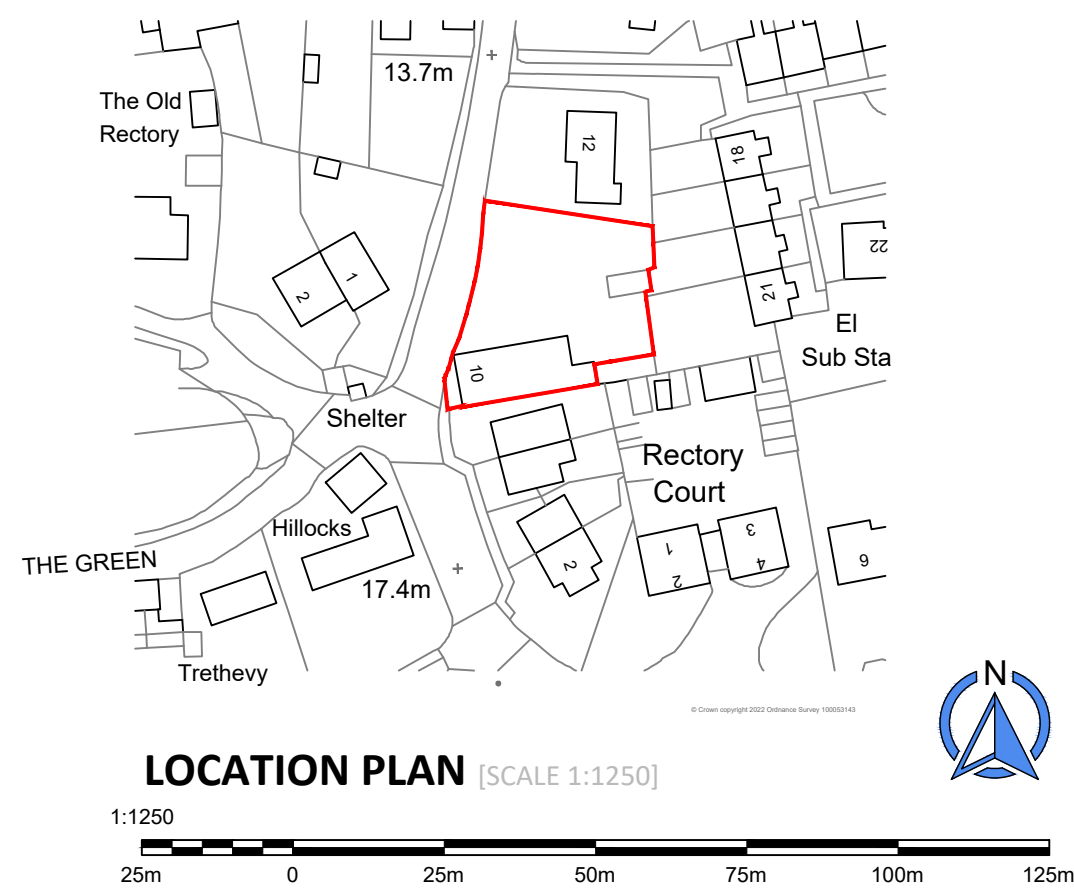 13.7m
The Old
Rectory
12
18
1
2
22
21
El
Sub Sta
10
Shelter
Rectory
Court
Hillocks
THE GREEN
17.4m
2
1
2
3
4
6
Trethevy
© Crown copyright 2022 Ordnance Survey 100053143
N
LOCATION PLAN [SCALE 1:1250]
1:1250
25m 0 25m 50m 75m 100m 125m